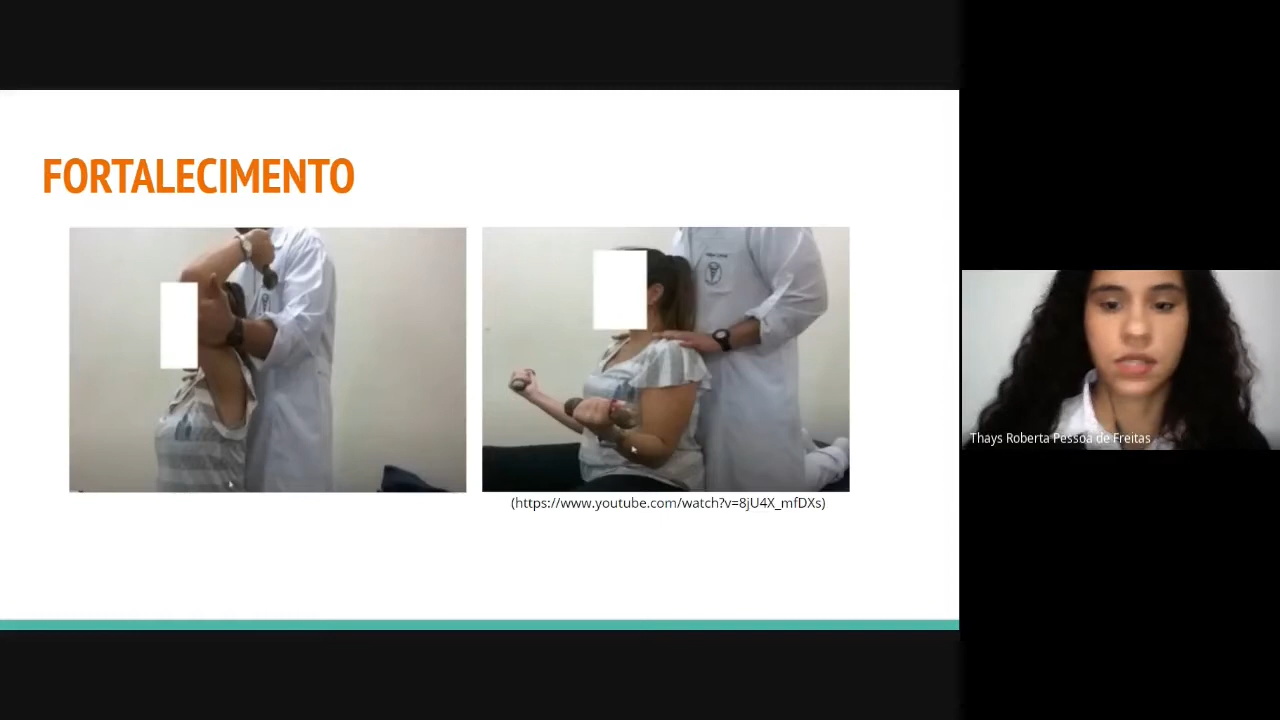 FORTALECIMENTO
(https://www.youtube.com/watch?v=8jU4X_mfDXs)
Thays Roberta Pessoa de Freitas